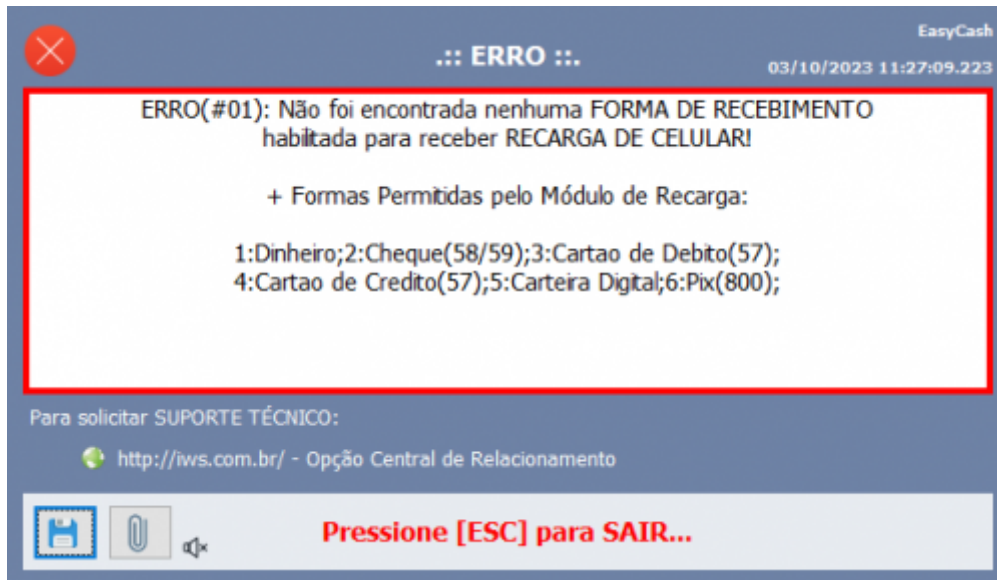 EasyCash
.:: ERRO ::.
03/10/2023 11:27:09.223
ERRO(#01): Não foi encontrada nenhuma FORMA DE RECEBIMENTO
habilitada para receber RECARGA DE CELULAR!
+ Formas Permitidas pelo Módulo de Recarga:
1:Dinheiro;2:Cheque(58/59);3:Cartao de Debito(57);
4:Cartao de Credito(57);5:Carteira Digital;6:Pix(800);
Para solicitar SUPORTE TÉCNICO:
http://iws.com.br/ - Opção Central de Relacionamento
Pressione [ESC] para SAIR...